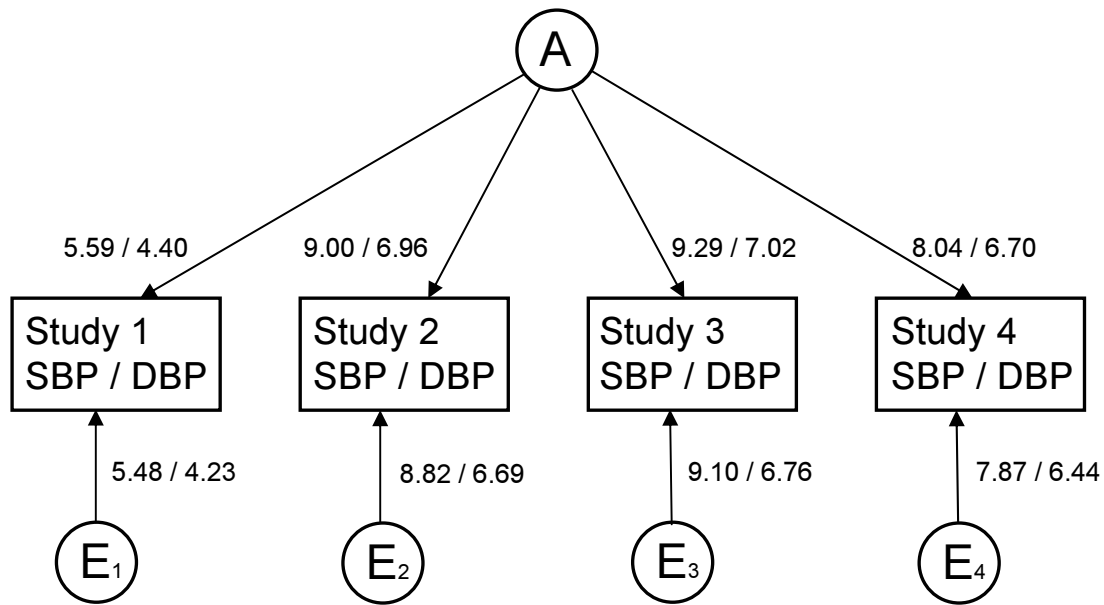 A
5.59 / 4.40
9.00 / 6.96
9.29 / 7.02
8.04 / 6.70
Study 1
SBP / DBP
Study 2
SBP / DBP
Study 3
SBP / DBP
Study 4
SBP / DBP
5.48 / 4.23
8.82 / 6.69
9.10 / 6.76
7.87 / 6.44
E1
E2
E3
E4